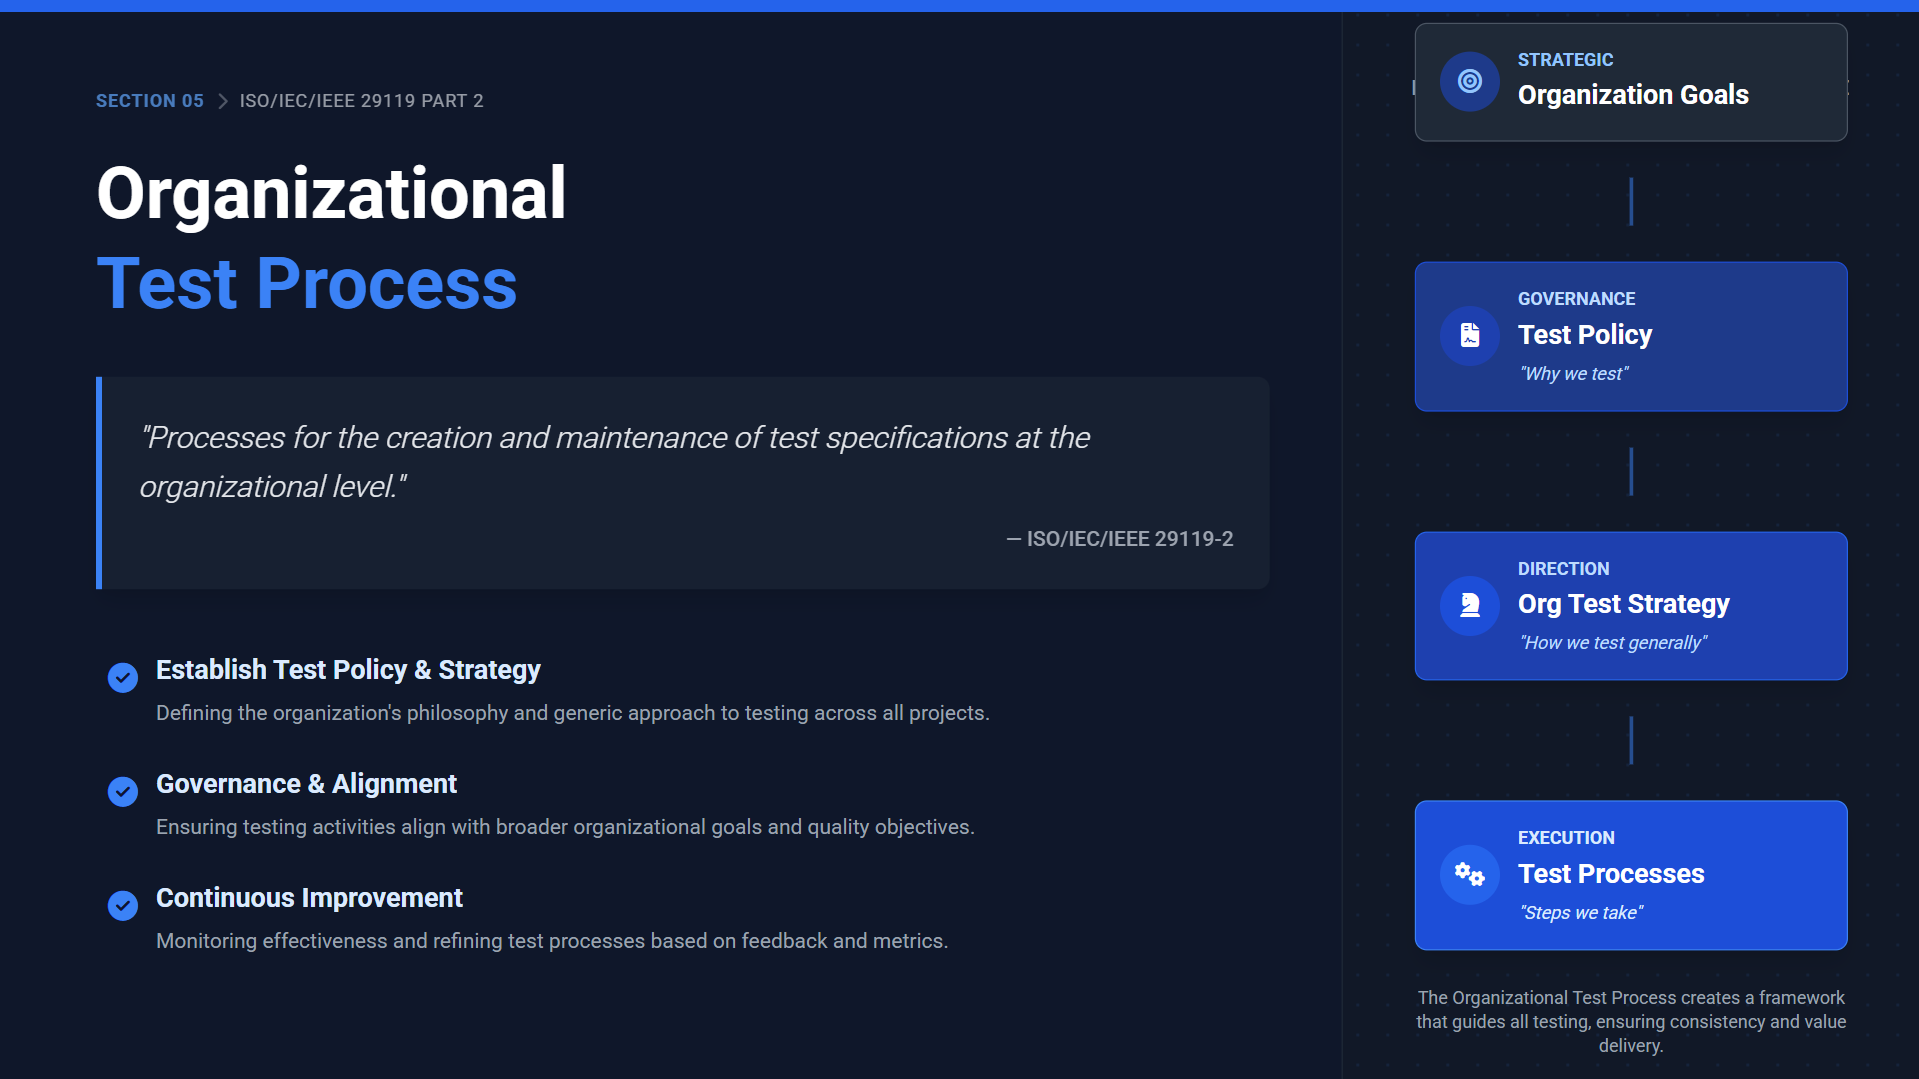 SECTION 05 > ISO/IEC/IEEE 29119 PART 2
Organizational
Test Process
"Processes for the creation and maintenance of test specifications at the
organizational level."
— ISO/IEC/IEEE 29119-2
Establish Test Policy & Strategy
Defining the organization's philosophy and generic approach to testing across all projects.
Governance & Alignment
Ensuring testing activities align with broader organizational goals and quality objectives.
Continuous Improvement
Monitoring effectiveness and refining test processes based on feedback and metrics.
STRATEGIC
Organization Goals
GOVERNANCE
Test Policy
"Why we test"
DIRECTION
Org Test Strategy
"How we test generally"
EXECUTION
Test Processes
"Steps we take"
The Organizational Test Process creates a framework
that guides all testing, ensuring consistency and value
delivery.